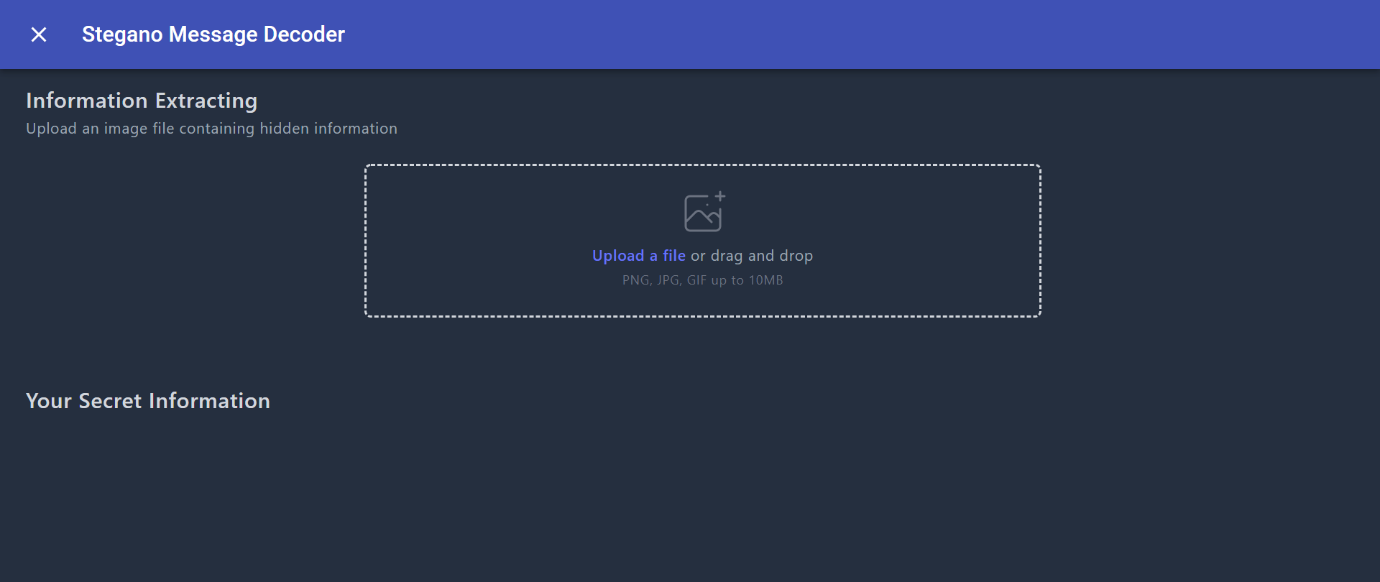 Stegano Message Decoder
Information Extracting
Upload an image file containing hidden information
Upload a file or drag and drop
PNG, JPG, GIF up to 10MB
Your Secret Information